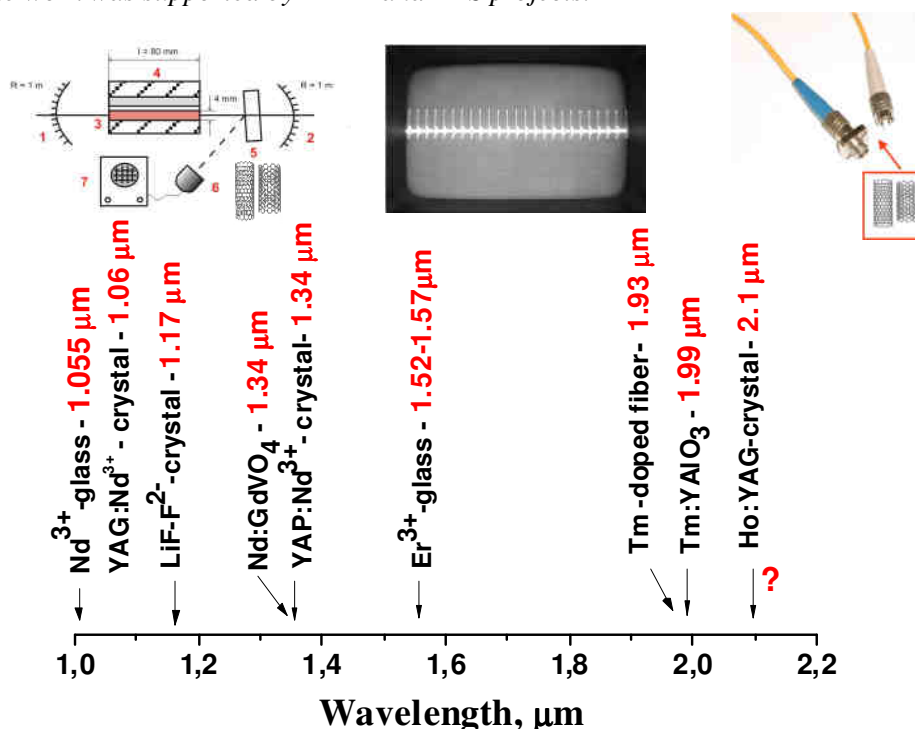 l = 80 mm
4
Rt = 1 m
Rt = 1 m
4 mm
3
1
2
5
7
6
Nd3+-glass - 1.055 µm
YAG:Nd3+ - crystal - 1.06 µm
LiF-F2- -crystal - 1.17 µm
Nd:GdVO4 - 1.34 µm
YAP:Nd3+ - crystal- 1.34 µm
Er3+-glass - 1.52-1.57µm
Tm -doped fiber- 1.93 µm
Tm:YAlO3 - 1.99 µm
Ho:YAG-crystal- 2.1 µm
?
1,0 1,2 1,4 1,6 1,8 2,0 2,2
Wavelength, µm